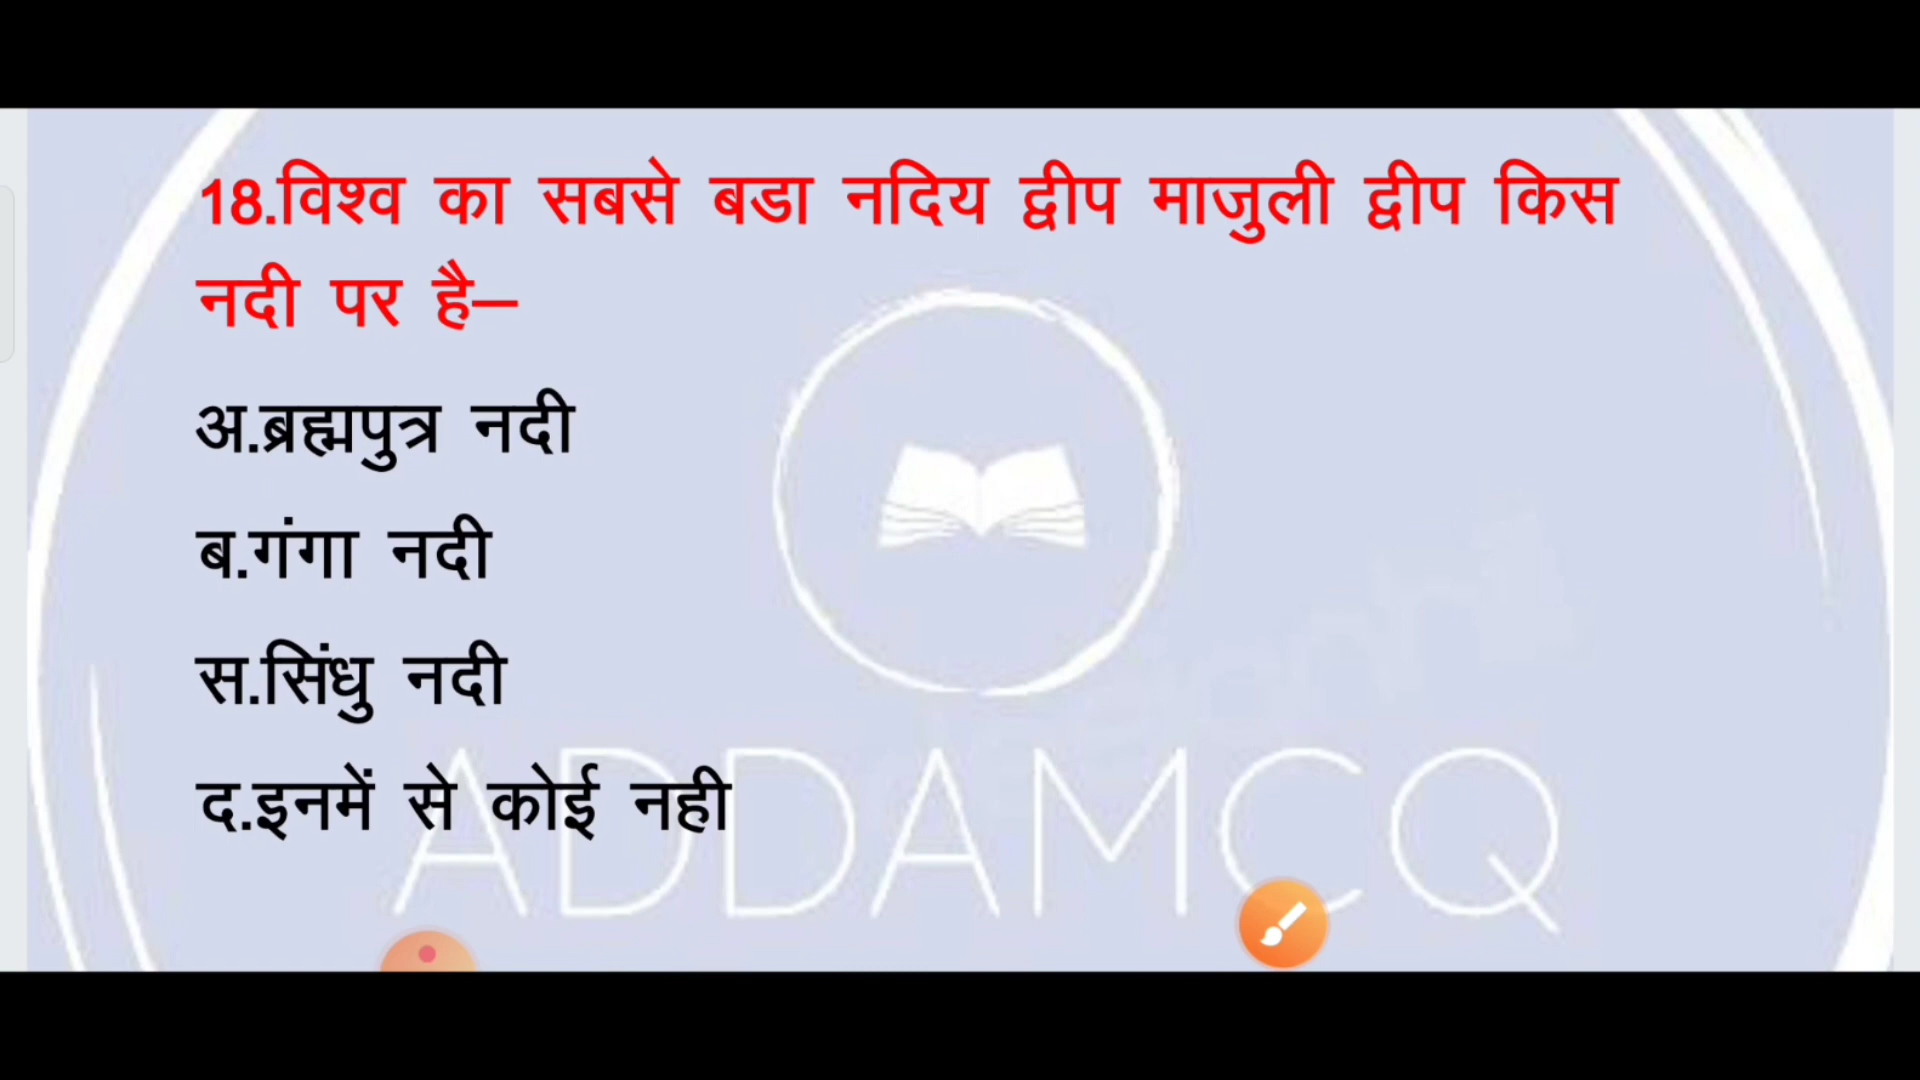 18.विश्व का सबसे बडा नदिय द्वीप माजुली द्वीप किस
नदी पर है–
अ.ब्रह्मपुत्र नदी
ब.गंगा नदी
स.सिंधु नदी
द.इनमें से कोई नही
ADDAMCQ